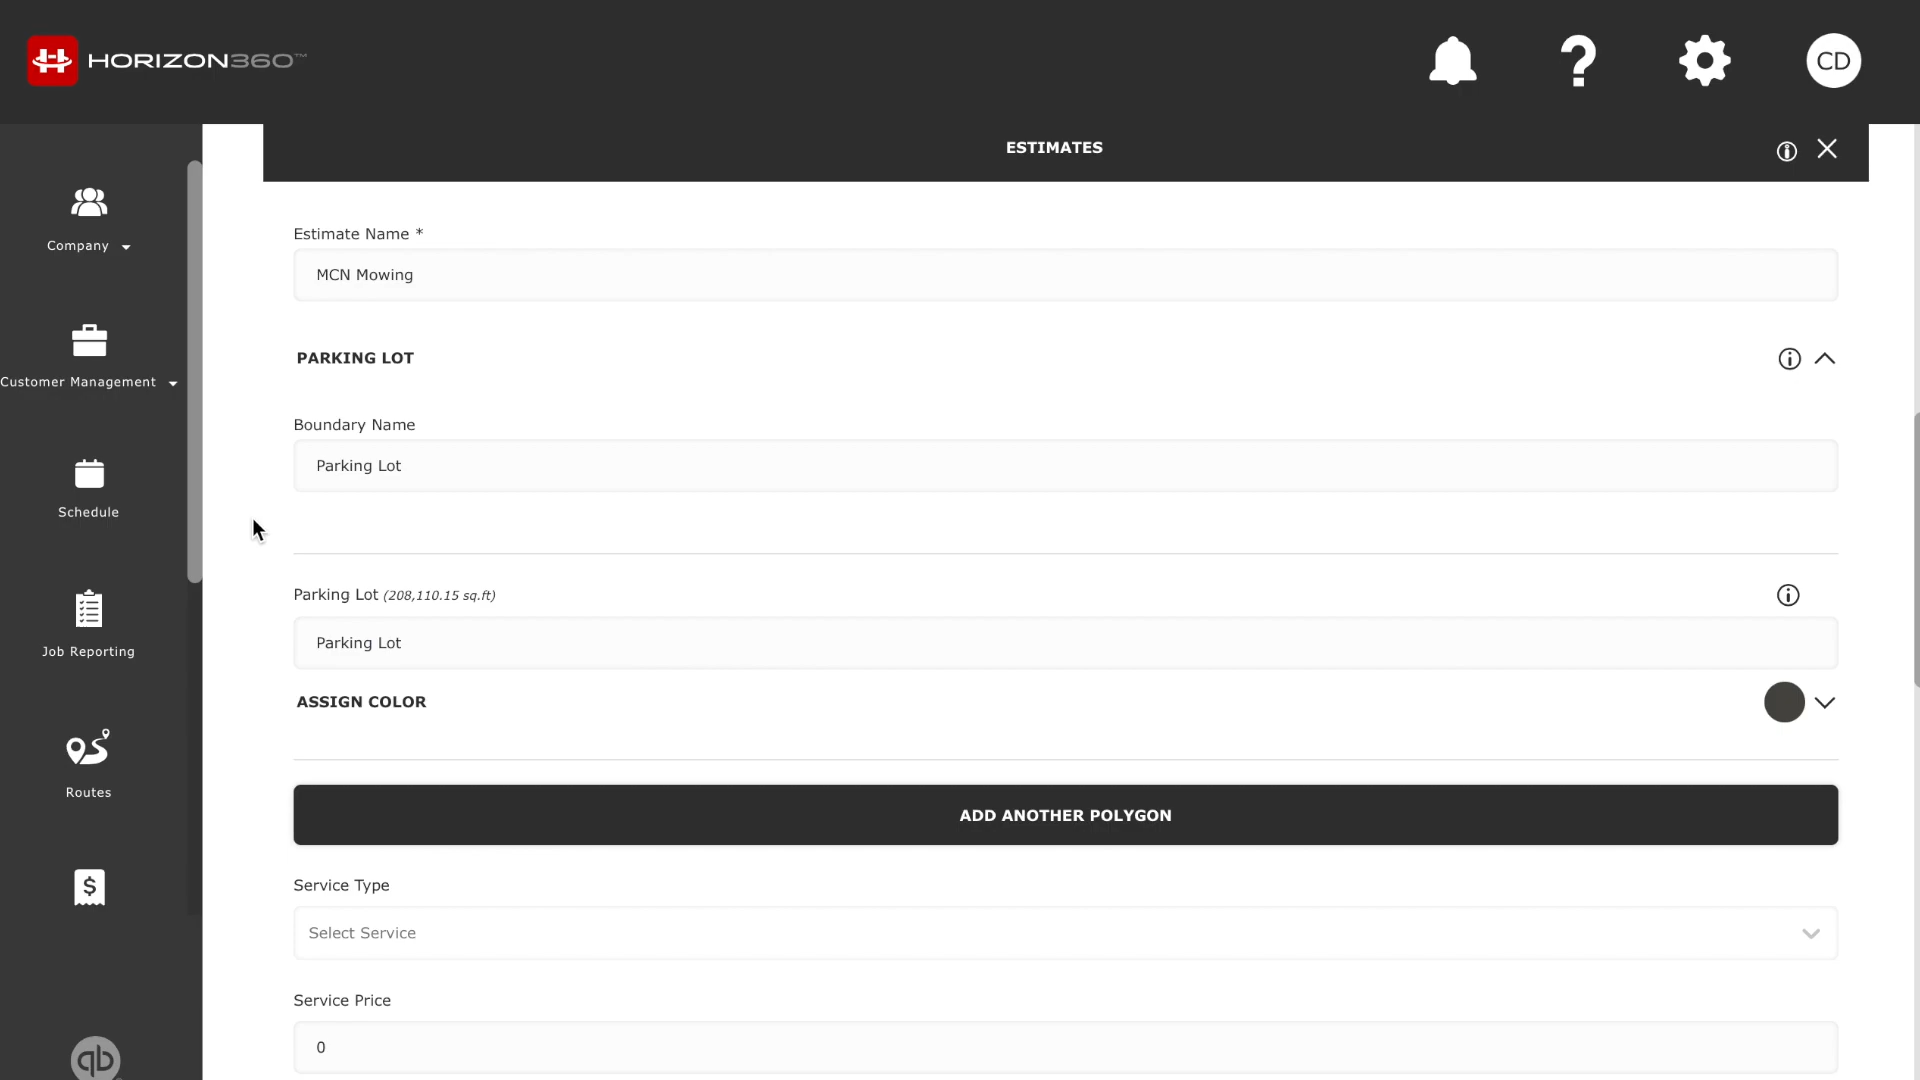 HORIZON360™
CD
ESTIMATES
Company
Customer Management
Schedule
Job Reporting
Routes
$
qb
Estimate Name *
MCN Mowing
PARKING LOT
Boundary Name
Parking Lot
Parking Lot (208,110.15 sq.ft)
Parking Lot
ASSIGN COLOR
ADD ANOTHER POLYGON
Service Type
Select Service
Service Price
0